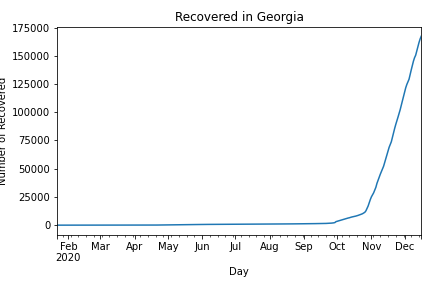 Recovered in Georgia
Number of Recovered
175000
150000
125000
100000
75000
50000
25000
0
Feb Mar Apr May Jun Jul Aug Sep Oct Nov Dec
2020
Day